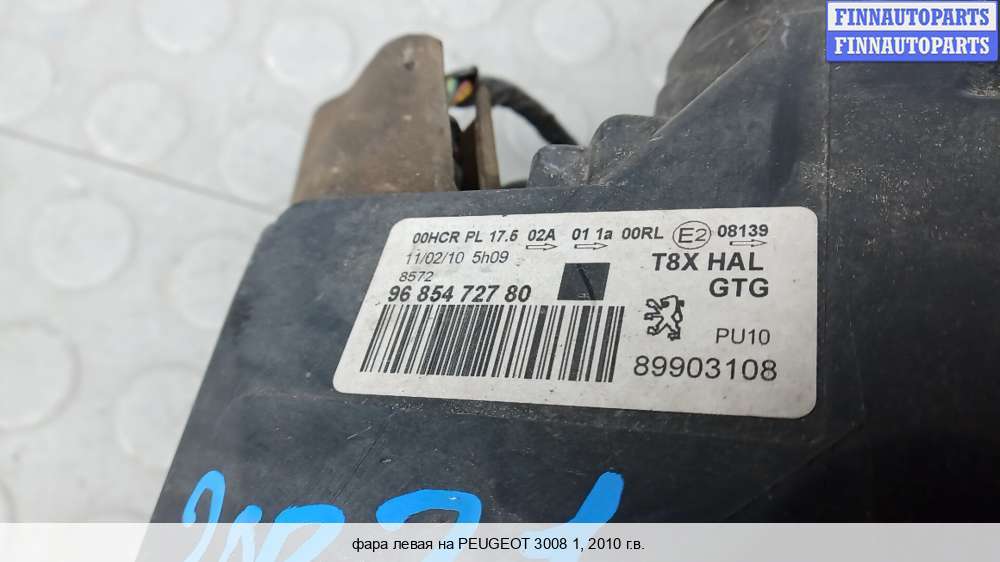 FINNAUTOPARTS
FINNAUTOPARTS
00HCR PL 17.5 02A 01 1a 00RL E2 08139
11/02/10 5h09
T8X HAL
8572
GTG
96 854 727 80
PU10
89903108
фара левая на PEUGEOT 3008 1, 2010 г.в.